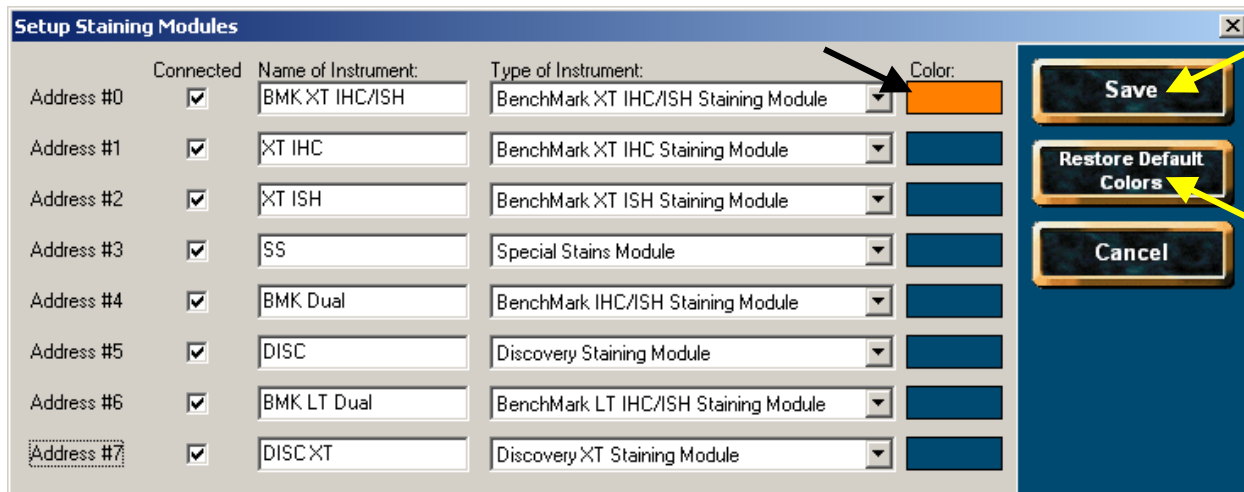 Setup Staining Modules
Connected Name of Instrument: Type of Instrument: Color:
Address #0 BMK XT IHC/ISH BenchMark XT IHC/ISH Staining Module
Address #1 XT IHC BenchMark XT IHC Staining Module
Address #2 XT ISH BenchMark XT ISH Staining Module
Address #3 SS Special Stains Module
Address #4 BMK Dual BenchMark IHC/ISH Staining Module
Address #5 DISC Discovery Staining Module
Address #6 BMK LT Dual BenchMark LT IHC/ISH Staining Module
Address #7 DISC XT Discovery XT Staining Module
Save
Restore Default
Colors
Cancel